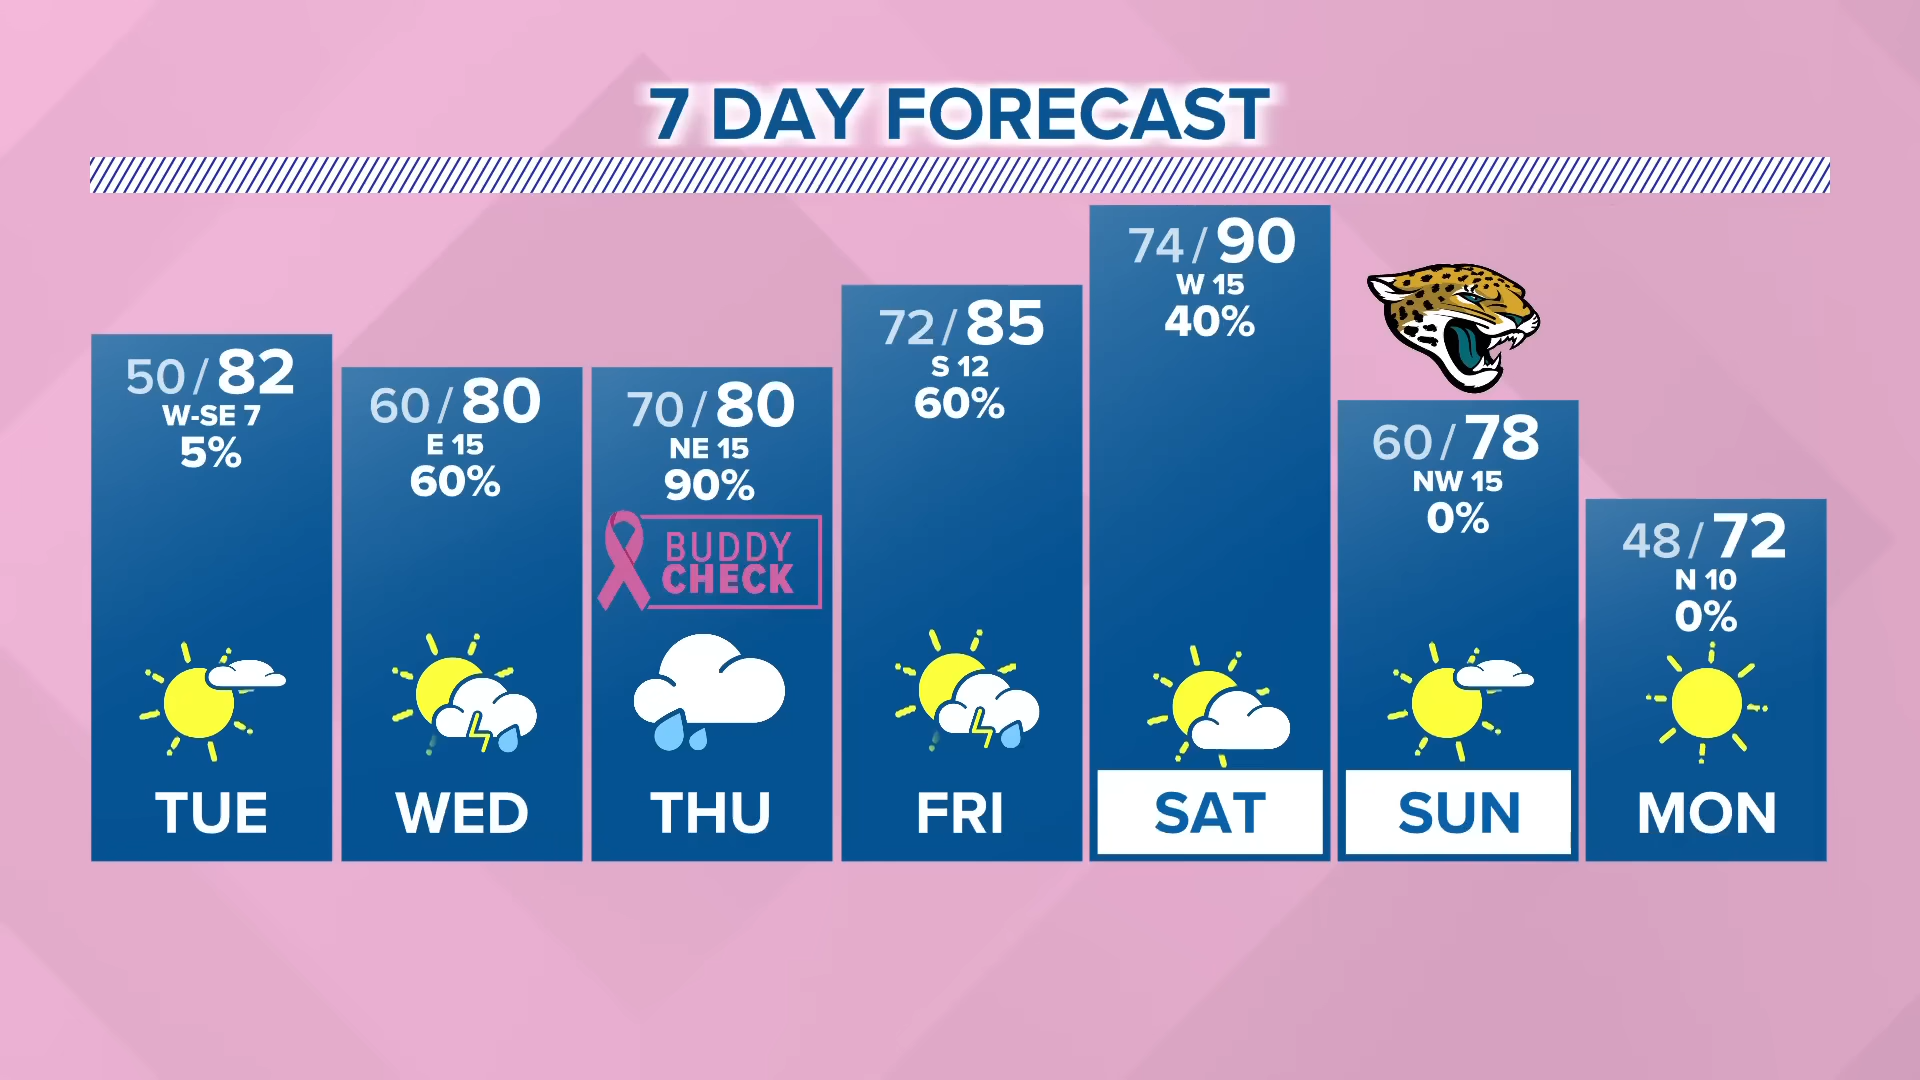 7 DAY FORECAST
50/82
W-SE 7
5%
TUE
60/80
E 15
60%
WED
70/80
NE 15
90%
BUDDY
CHECK
THU
72/85
S 12
60%
FRI
74/90
W 15
40%
SAT
60/78
NW 15
0%
SUN
48/72
N 10
0%
MON